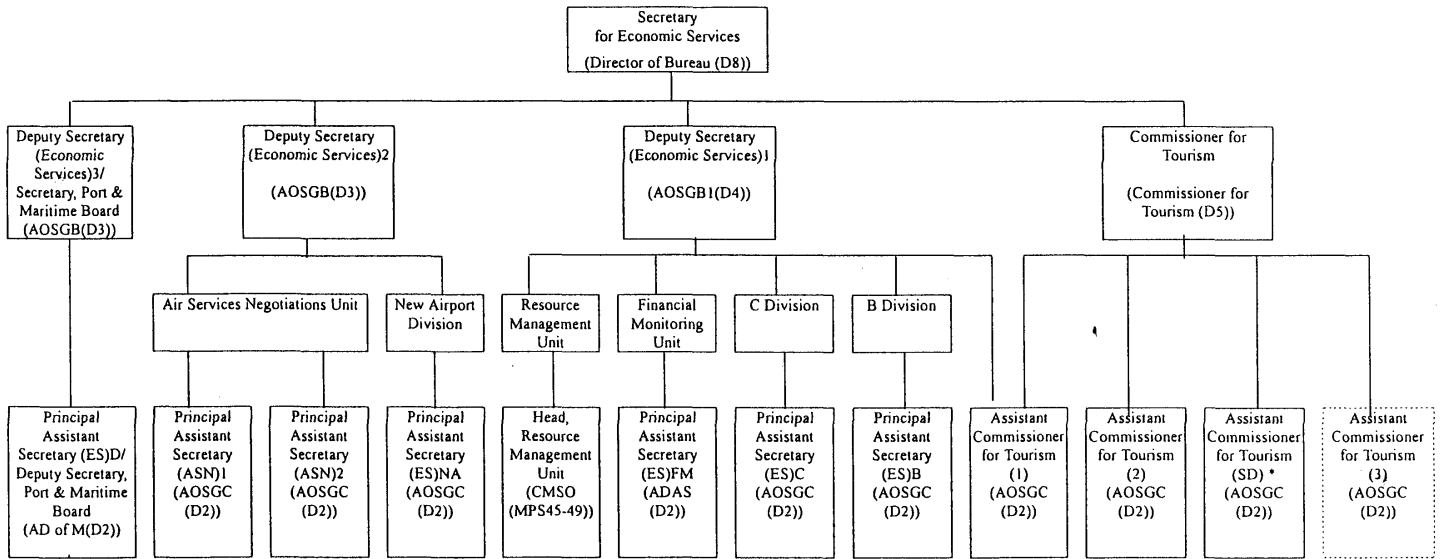 Secretary
for Economic Services
(Director of Bureau (D8))
Deputy Secretary
(Economic
Services)3/
Secretary, Port &
Maritime Board
(AOSGB(D3))
Deputy Secretary
(Economic Services)2
(AOSGB(D3))
Deputy Secretary
(Economic Services)1
(AOSGB1(D4))
Commissioner for
Tourism
(Commissioner for
Tourism (D5))
Air Services Negotiations Unit
New Airport
Division
Resource
Management
Unit
Financial
Monitoring
Unit
C Division
B Division
Principal
Assistant
Secretary (ES)D/
Deputy Secretary,
Port & Maritime
Board
(AD of M(D2))
Principal
Assistant
Secretary
(ASN)1
(AOSGC
(D2))
Principal
Assistant
Secretary
(ASN)2
(AOSGC
(D2))
Principal
Assistant
Secretary
(ES)NA
(AOSGC
(D2))
Head,
Resource
Management
Unit
(CMSO
(MPS45-49))
Principal
Assistant
Secretary
(ES)FM
(ADAS
(D2))
Principal
Assistant
Secretary
(ES)C
(AOSGC
(D2))
Principal
Assistant
Secretary
(ES)B
(AOSGC
(D2))
Assistant
Commissioner
for Tourism
(1)
(AOSGC
(D2))
Assistant
Commissioner
for Tourism
(2)
(AOSGC
(D2))
Assistant
Commissioner
for Tourism
(SD) *
(AOSGC
(D2))
Assistant
Commissioner
for Tourism
(3)
(AOSGC
(D2))